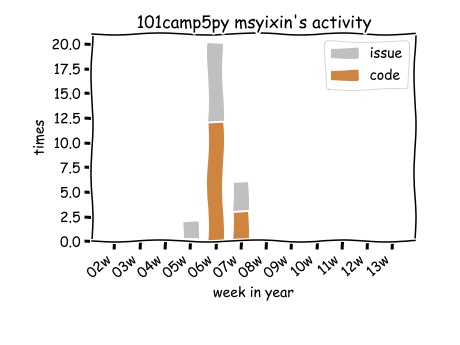 101camp5py msyixin's activity
issue
code
times
20.0
17.5
15.0
12.5
10.0
7.5
5.0
2.5
0.0
02w 03w 04w 05w 06w 07w 08w 09w 10w 11w 12w 13w
week in year